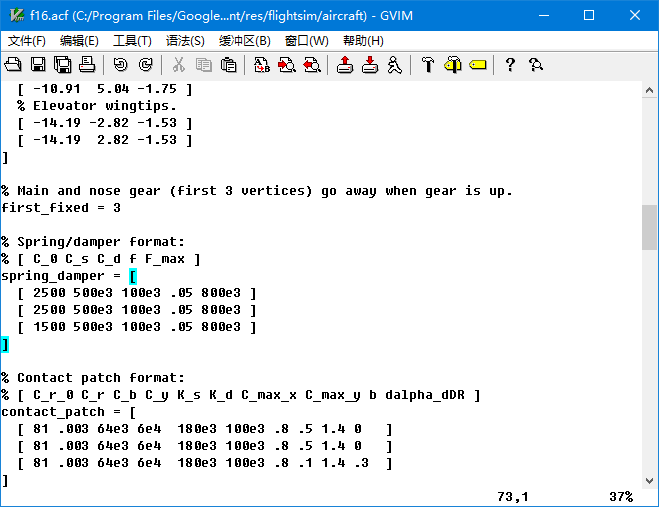 f16.acf (C:/Program Files/Google...nt/res/flightsim/aircraft) - GVIM
文件(F) 编辑(E) 工具(T) 语法(S) 缓冲区(B) 窗口(W) 帮助(H)
[ -10.91  5.04 -1.75 ]
% Elevator wingtips.
[ -14.19 -2.82 -1.53 ]
[ -14.19  2.82 -1.53 ]
]
% Main and nose gear (first 3 vertices) go away when gear is up.
first_fixed = 3
% Spring/damper format:
% [ C_0 C_s C_d f F_max ]
spring_damper = [
[ 2500 500e3 100e3 .05 800e3 ]
[ 2500 500e3 100e3 .05 800e3 ]
[ 1500 500e3 100e3 .05 800e3 ]
]
% Contact patch format:
% [ C_r_0 C_r C_b C_y K_s K_d C_max_x C_max_y b dalpha_dDR ]
contact_patch = [
[ 81 .003 64e3 6e4  180e3 100e3 .8 .5 1.4 0   ]
[ 81 .003 64e3 6e4  180e3 100e3 .8 .5 1.4 0   ]
[ 81 .003 64e3 6e4  180e3 100e3 .8 .1 1.4 .3  ]
]
73,1 37%